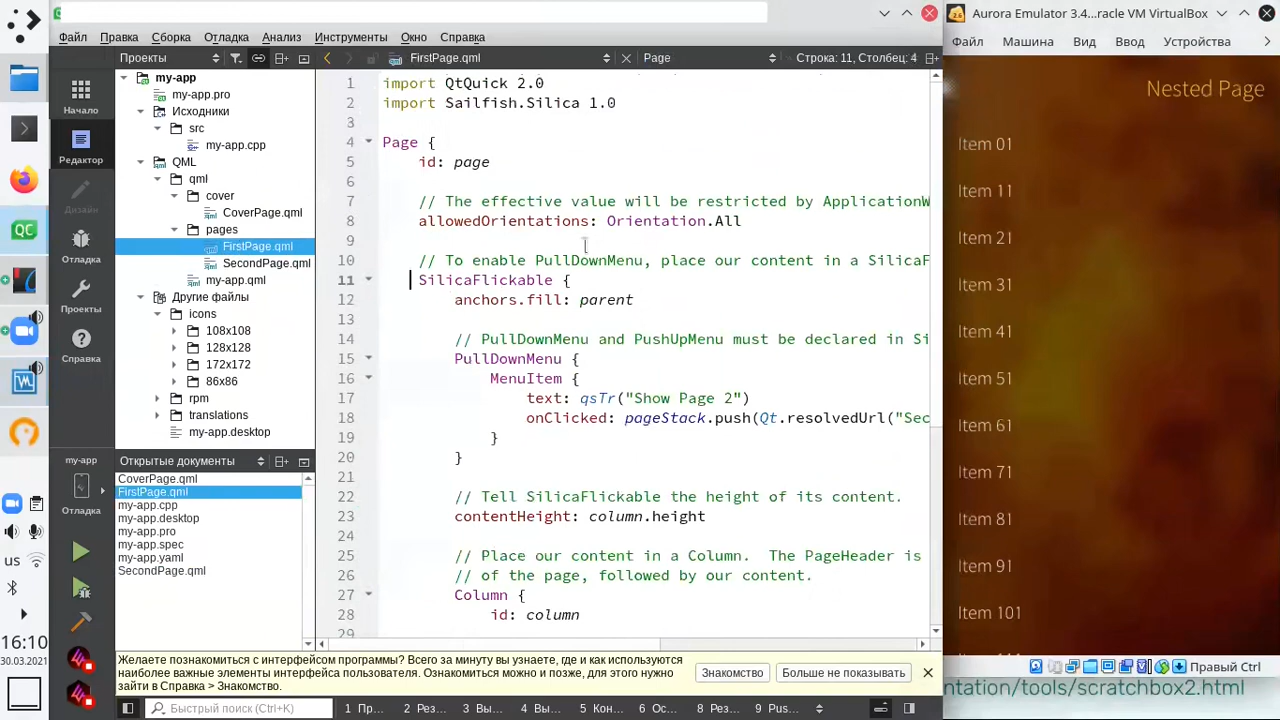 Aurora Emulator 3.4...racle VM VirtualBox
Файл Правка Сборка Отладка Анализ Инструменты Окно Справка
Файл Машина Вид Ввод Устройства
Проекты
FirstPage.qml
Page
Строка: 11, Столбец: 4
Начало
Редактор
Дизайн
Отладка
Проекты
Справка
my-app
my-app.pro
Исходники
src
my-app.cpp
QML
qml
cover
CoverPage.qml
pages
FirstPage.qml
SecondPage.qml
my-app.qml
Другие файлы
icons
108x108
128x128
172x172
86x86
rpm
translations
my-app.desktop
my-app
Отладка
Открытые документы
CoverPage.qml
FirstPage.qml
my-app.cpp
my-app.desktop
my-app.pro
my-app.spec
my-app.yaml
SecondPage.qml
1 import QtQuick 2.0
2 import Sailfish.Silica 1.0
3
4 Page {
5 id: page
6
7 // The effective value will be restricted by ApplicationW
8 allowedOrientations: Orientation.All
9
10 // To enable PullDownMenu, place our content in a SilicaF
11 SilicaFlickable {
12 anchors.fill: parent
13
14 // PullDownMenu and PushUpMenu must be declared in Si
15 PullDownMenu {
16 MenuItem {
17 text: qsTr("Show Page 2")
18 onClicked: pageStack.push(Qt.resolvedUrl("Sec
19 }
20 }
21
22 // Tell SilicaFlickable the height of its content.
23 contentHeight: column.height
24
25 // Place our content in a Column.  The PageHeader is
26 // of the page, followed by our content.
27 Column {
28 id: column
29
Nested Page
Item 01
Item 11
Item 21
Item 31
Item 41
Item 51
Item 61
Item 71
Item 81
Item 91
Item 101
Правый Ctrl
Желаете познакомиться с интерфейсом программы? Всего за минуту вы узнаете, где и как используются
наиболее важные элементы интерфейса пользователя. Ознакомиться можно и позже, для этого нужно
зайти в Справка > Знакомство.
Знакомство
Больше не показывать
Быстрый поиск (Ctrl+K)
1 Пр... 2 Рез... 3 Вы... 4 Вы... 5 Кон... 6 Ос... 8 Рез... 9 Pus...
ntation/tools/scratchbox2.html
us
16:10
30.03.2021